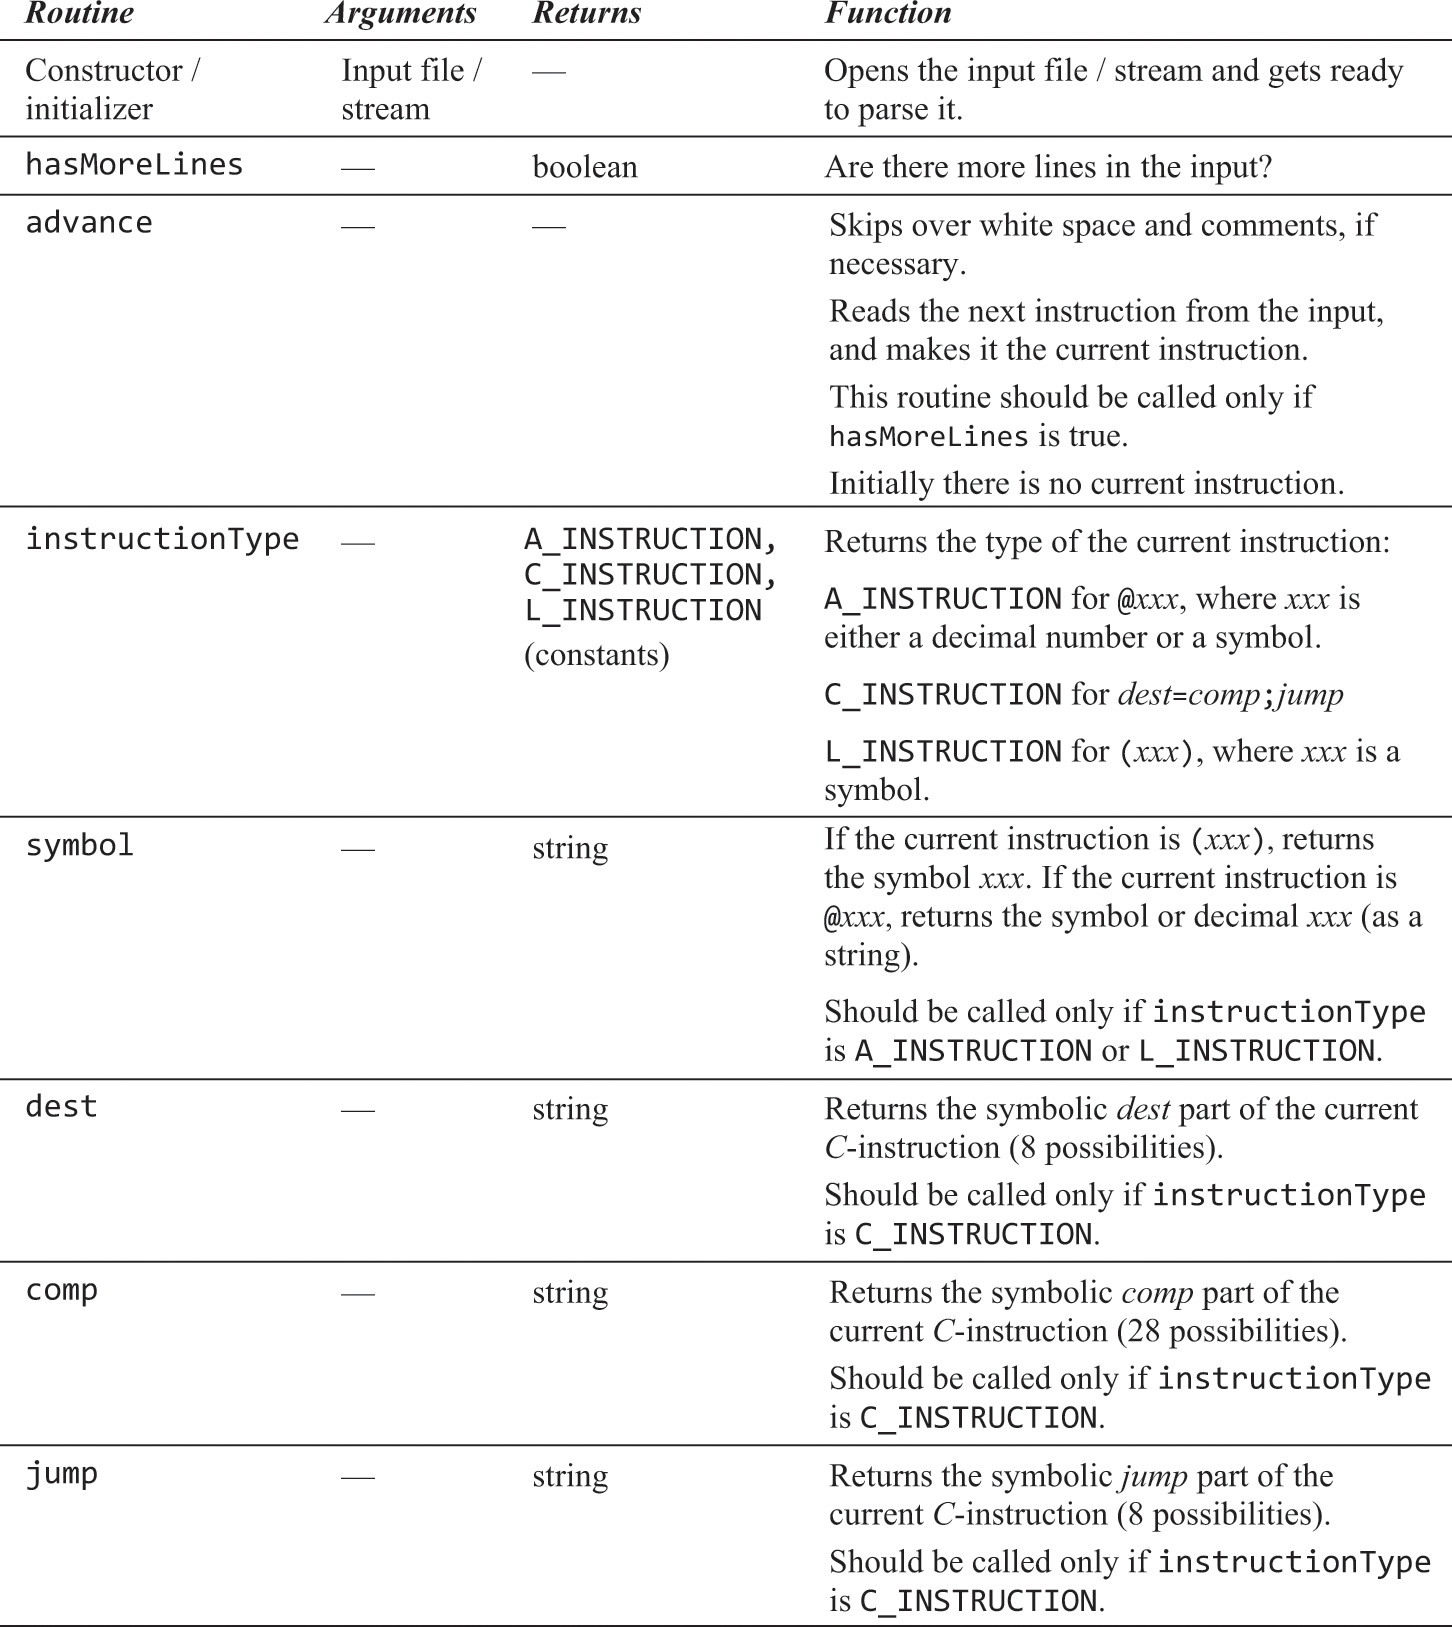 Routine Arguments Returns Function
Constructor / Input file / — Opens the input file / stream and gets ready
initializer stream to parse it.
hasMoreLines — boolean Are there more lines in the input?
advance — — Skips over white space and comments, if
necessary.
Reads the next instruction from the input,
and makes it the current instruction.
This routine should be called only if
hasMoreLines is true.
Initially there is no current instruction.
instructionType — A_INSTRUCTION, Returns the type of the current instruction:
C_INSTRUCTION,
A_INSTRUCTION for @xxx, where xxx is
L_INSTRUCTION
either a decimal number or a symbol.
(constants)
C_INSTRUCTION for dest=comp;jump
L_INSTRUCTION for (xxx), where xxx is a
symbol.
symbol — string If the current instruction is (xxx), returns
the symbol xxx. If the current instruction is
@xxx, returns the symbol or decimal xxx (as a
string).
Should be called only if instructionType
is A_INSTRUCTION or L_INSTRUCTION.
dest — string Returns the symbolic dest part of the current
C-instruction (8 possibilities).
Should be called only if instructionType
is C_INSTRUCTION.
comp — string Returns the symbolic comp part of the
current C-instruction (28 possibilities).
Should be called only if instructionType
is C_INSTRUCTION.
jump — string Returns the symbolic jump part of the
current C-instruction (8 possibilities).
Should be called only if instructionType
is C_INSTRUCTION.